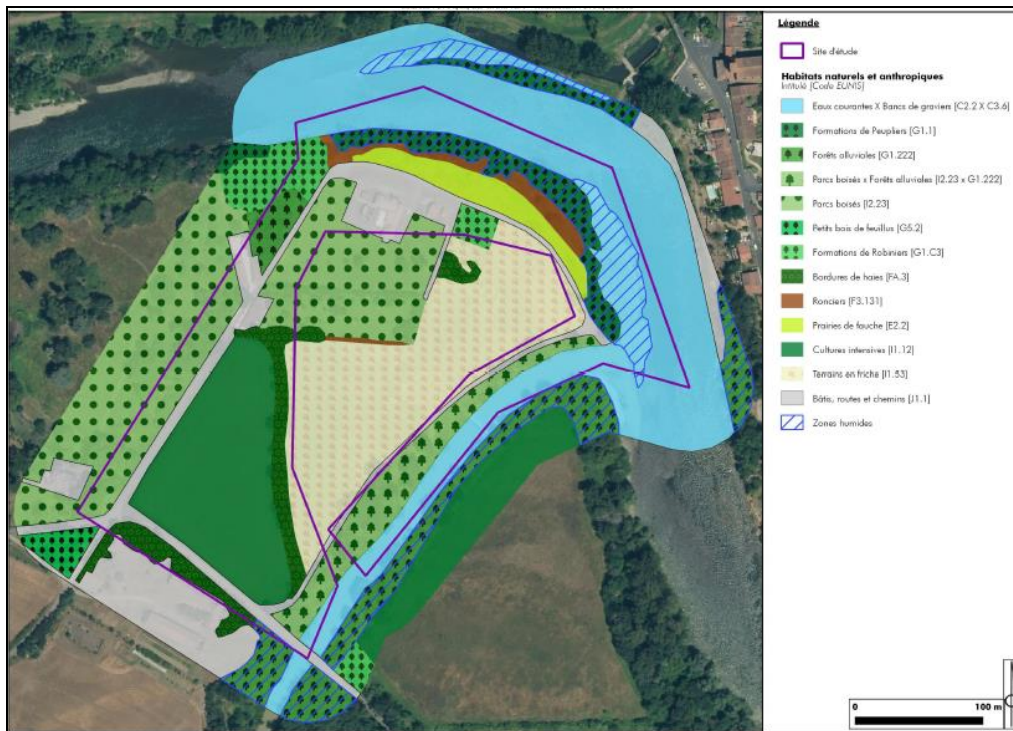 Légende
Site d'étude
Habitats naturels et anthropiques
Intitulé [Code EUNIS]
Eaux courantes X Bancs de graviers [C2.2 X C3.6]
Formations de Peupliers [G1.1]
Forêts alluviales [G1.222]
Parcs boisés x Forêts alluviales [I2.23 x G1.222]
Parcs boisés [I2.23]
Petits bois de feuillus [G5.2]
Formations de Robiniers [G1.C3]
Bordures de haies [FA.3]
Ronciers [F3.131]
Prairies de fauche [E2.2]
Cultures intensives [I1.12]
Terrains en friche [I1.53]
Bâtis, routes et chemins [J1.1]
Zones humides
0 100 m